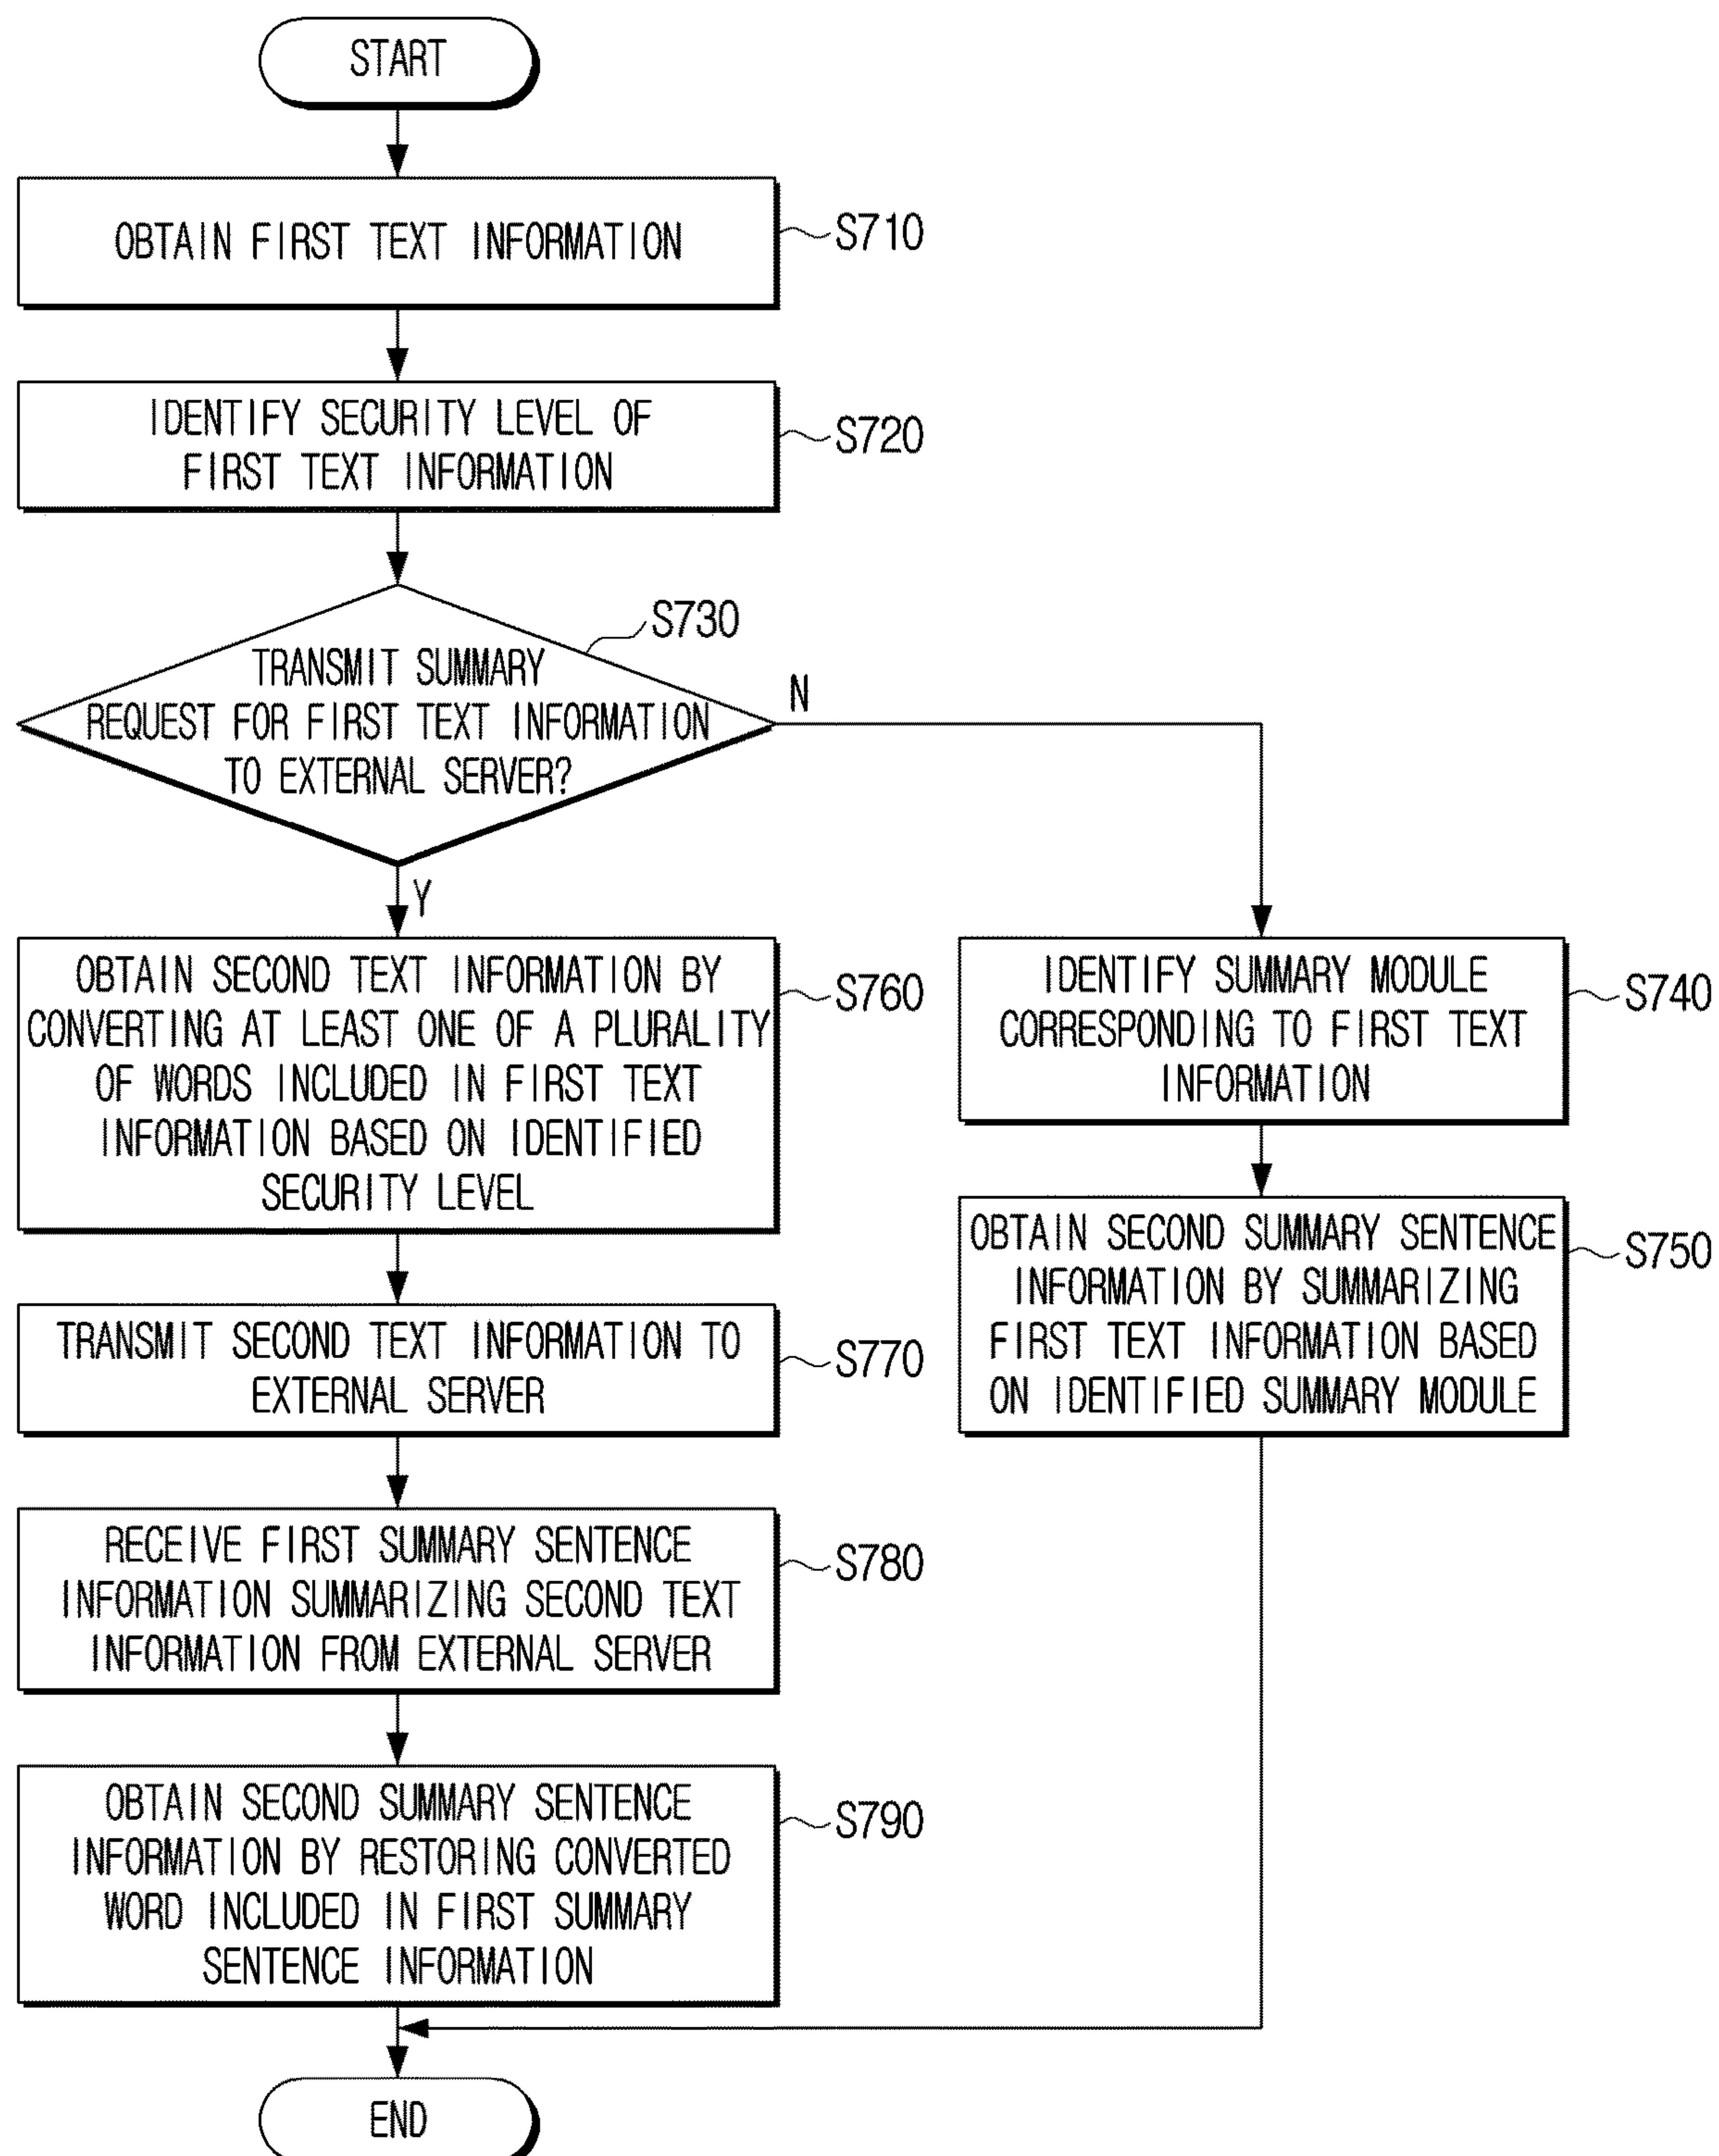 START
OBTAIN FIRST TEXT INFORMATION
S710
IDENTIFY SECURITY LEVEL OF
FIRST TEXT INFORMATION
S720
S730
TRANSMIT SUMMARY
REQUEST FOR FIRST TEXT INFORMATION
TO EXTERNAL SERVER?
N
Y
OBTAIN SECOND TEXT INFORMATION BY
CONVERTING AT LEAST ONE OF A PLURALITY
OF WORDS INCLUDED IN FIRST TEXT
INFORMATION BASED ON IDENTIFIED
SECURITY LEVEL
S760
IDENTIFY SUMMARY MODULE
CORRESPONDING TO FIRST TEXT
INFORMATION
S740
OBTAIN SECOND SUMMARY SENTENCE
INFORMATION BY SUMMARIZING
FIRST TEXT INFORMATION BASED
ON IDENTIFIED SUMMARY MODULE
S750
TRANSMIT SECOND TEXT INFORMATION TO
EXTERNAL SERVER
S770
RECEIVE FIRST SUMMARY SENTENCE
INFORMATION SUMMARIZING SECOND TEXT
INFORMATION FROM EXTERNAL SERVER
S780
OBTAIN SECOND SUMMARY SENTENCE
INFORMATION BY RESTORING CONVERTED
WORD INCLUDED IN FIRST SUMMARY
SENTENCE INFORMATION
S790
END